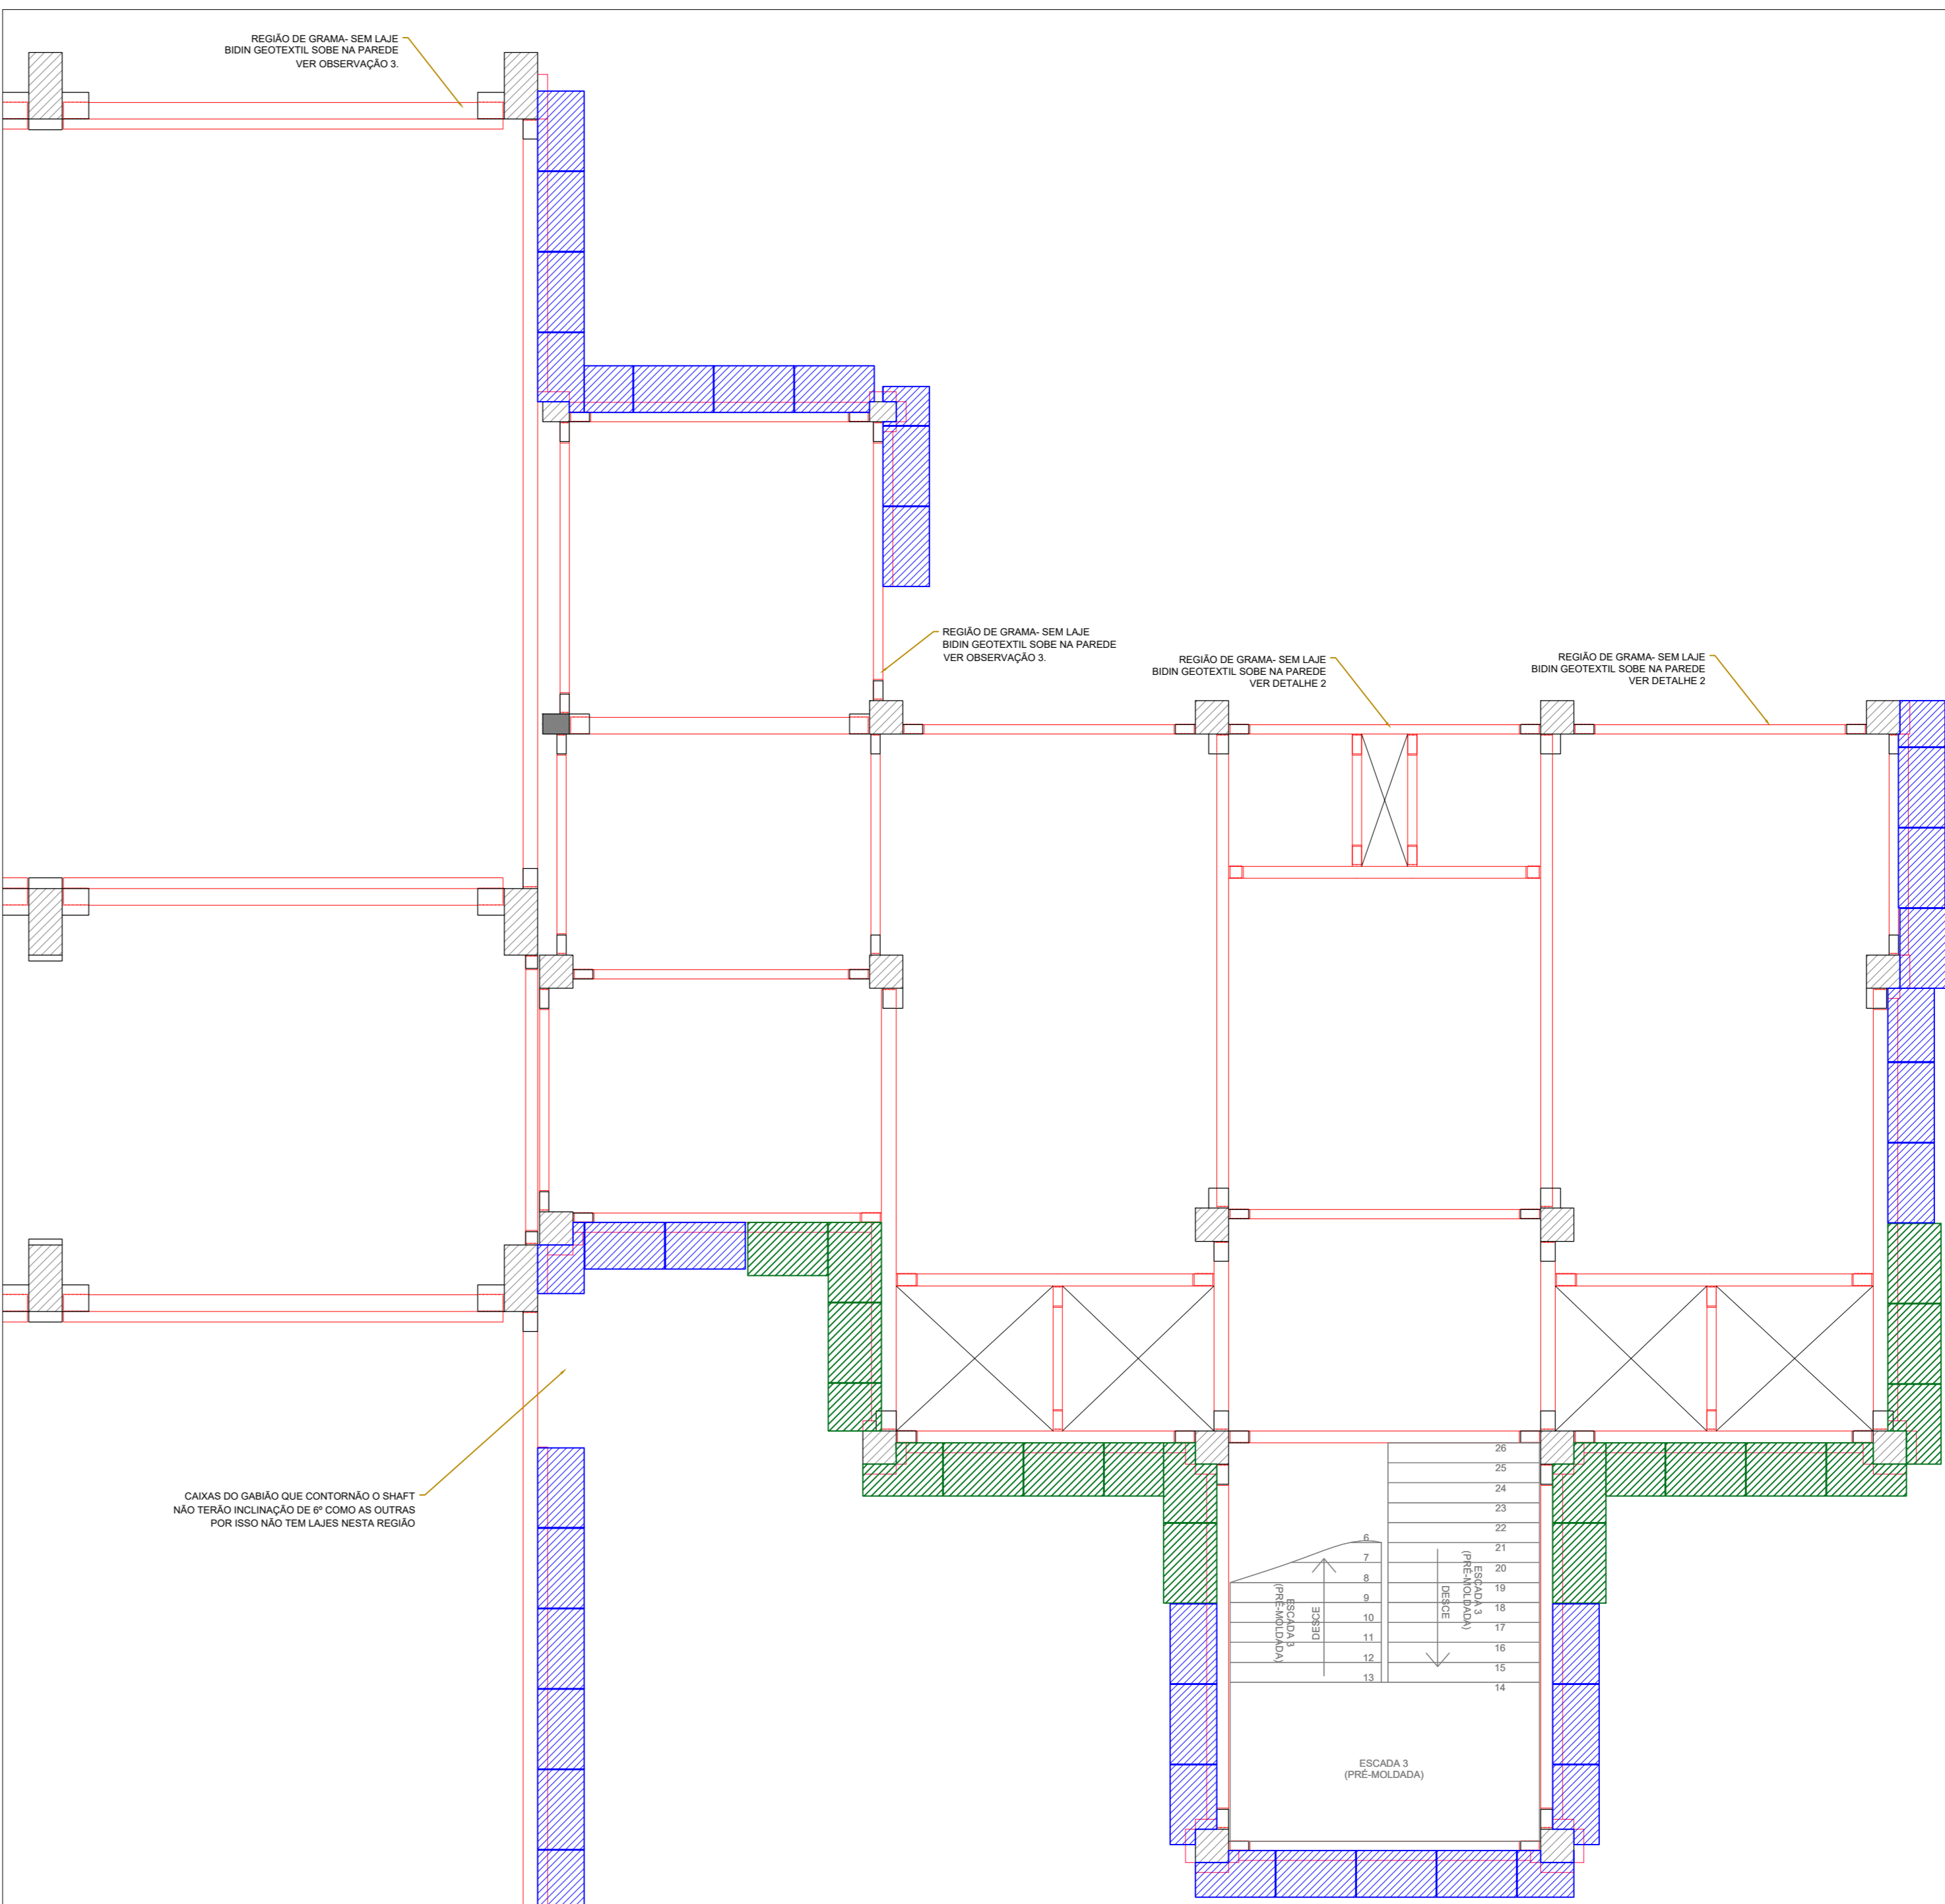 REGIÃO DE GRAMA- SEM LAJE
BIDIN GEOTEXTIL SOBE NA PAREDE
VER OBSERVAÇÃO 3.
REGIÃO DE GRAMA- SEM LAJE
BIDIN GEOTEXTIL SOBE NA PAREDE
VER OBSERVAÇÃO 3.
REGIÃO DE GRAMA- SEM LAJE
BIDIN GEOTEXTIL SOBE NA PAREDE
VER DETALHE 2
REGIÃO DE GRAMA- SEM LAJE
BIDIN GEOTEXTIL SOBE NA PAREDE
VER DETALHE 2
CAIXAS DO GABIÃO QUE CONTORNÃO O SHAFT
NÃO TERÃO INCLINAÇÃO DE 6º COMO AS OUTRAS
POR ISSO NÃO TEM LAJES NESTA REGIÃO
26
25
24
23
22
21
20
19
18
17
16
15
14
6
7
8
9
10
11
12
13
ESCADA 3
(PRÉ-MOLDADA)
DESCE
ESCADA 3
(PRÉ-MOLDADA)
DESCE
ESCADA 3
(PRÉ-MOLDADA)